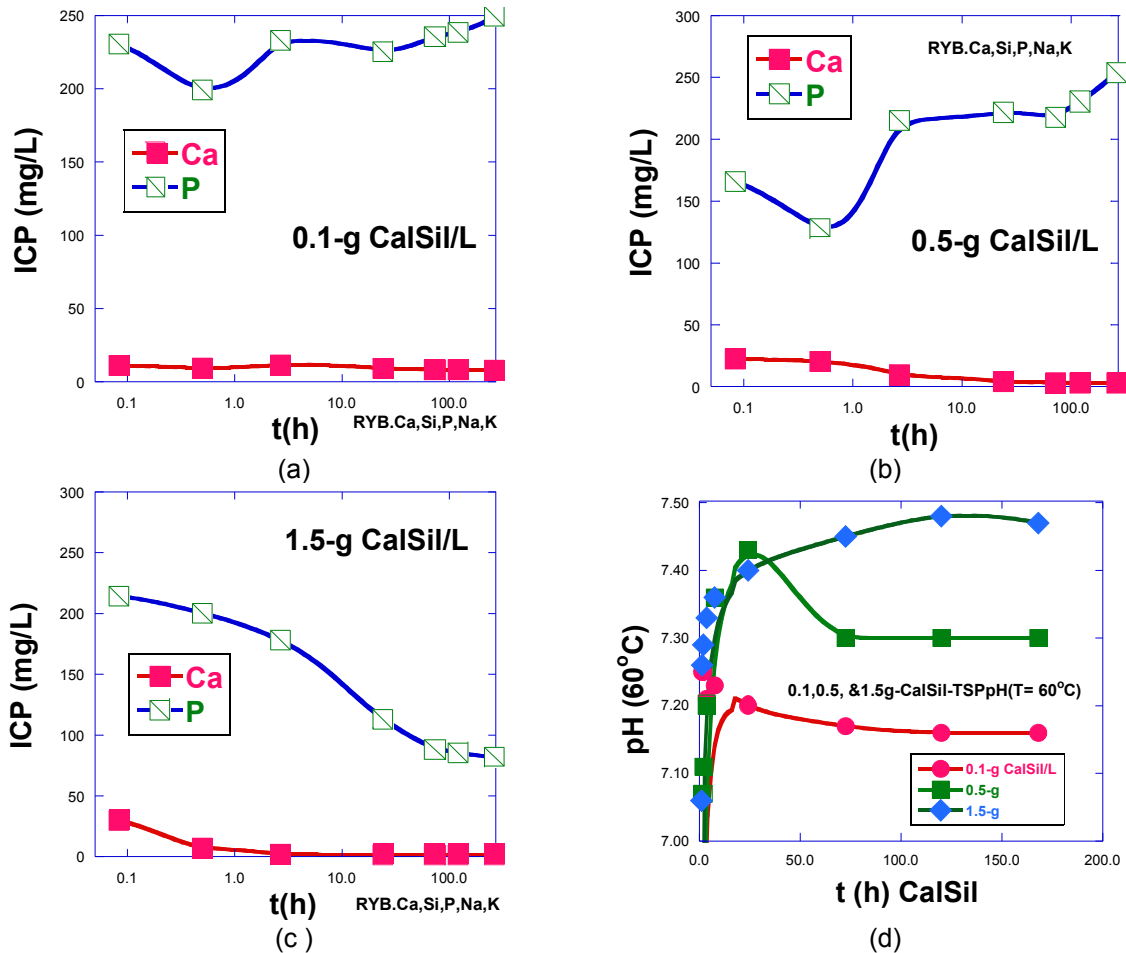 250
200
150
100
50
0
ICP (mg/L)
Ca
P
0.1-g CalSil/L
0.1
1.0
10.0
100.0
t(h)
RYB.Ca,Si,P,Na,K
(a)
300
250
200
150
100
50
0
ICP (mg/L)
RYB.Ca,Si,P,Na,K
Ca
P
0.5-g CalSil/L
0.1
1.0
10.0
100.0
t(h)
(b)
300
250
200
150
100
50
0
ICP (mg/L)
1.5-g CalSil/L
Ca
P
0.1
1.0
10.0
100.0
t(h)
RYB.Ca,Si,P,Na,K
(c )
7.50
7.40
7.30
7.20
7.10
7.00
pH (60°C)
0.1,0.5, &1.5g-CalSil-TSPpH(T= 60°C)
0.1-g CalSil/L
0.5-g
1.5-g
0.0
50.0
100.0
150.0
200.0
t (h) CalSil
(d)